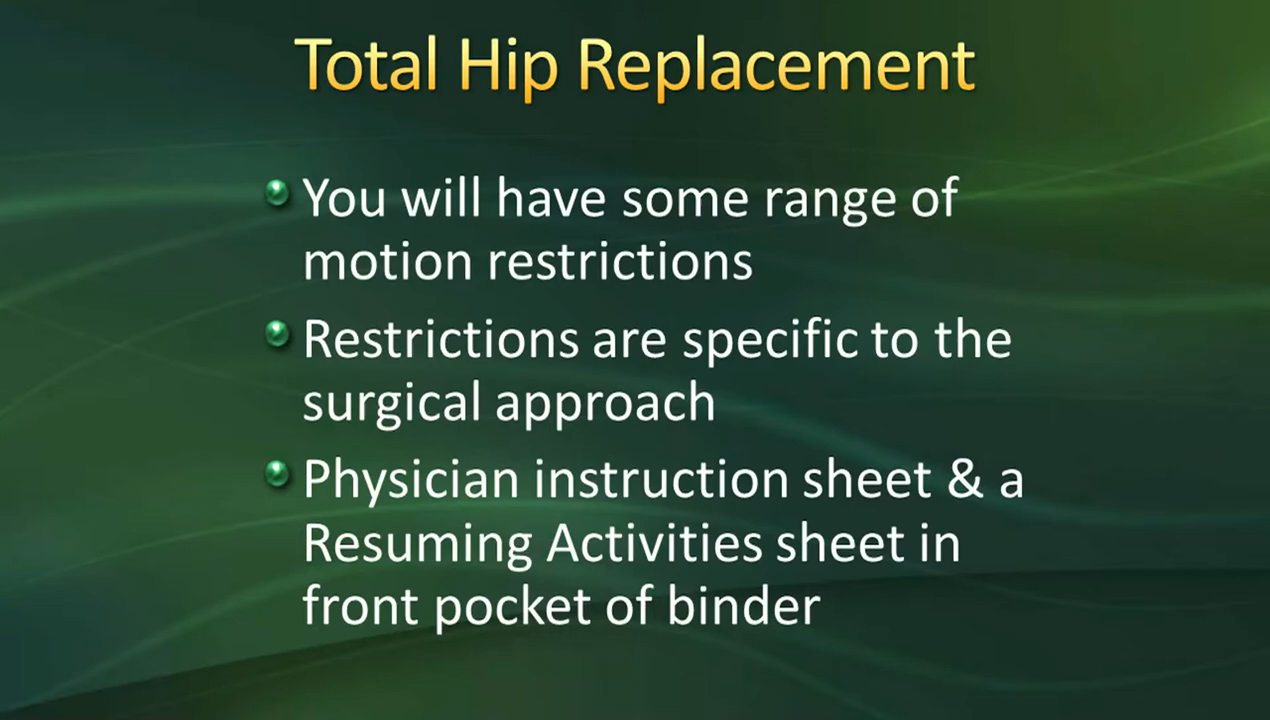 Total Hip Replacement
You will have some range of
motion restrictions
Restrictions are specific to the
surgical approach
Physician instruction sheet & a
Resuming Activities sheet in
front pocket of binder